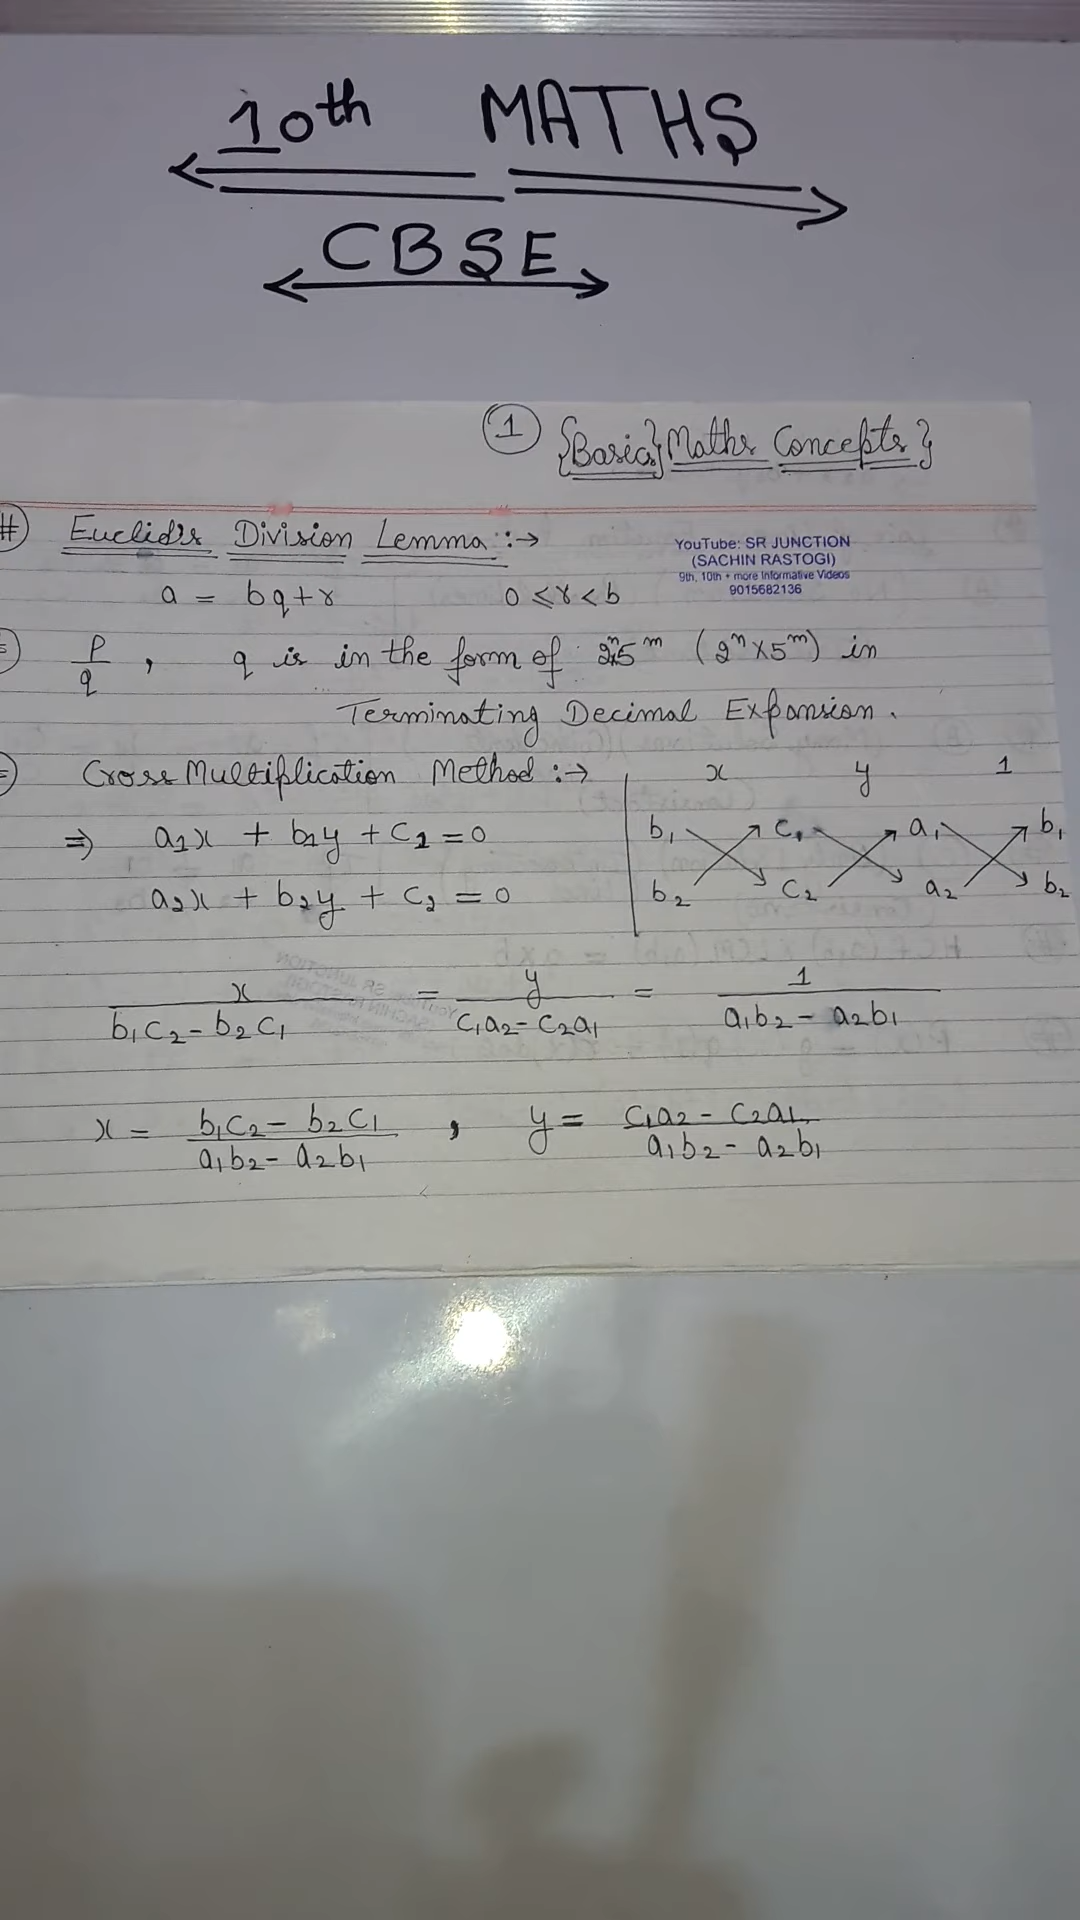 10th MATHS
CBSE
1 {Basic} Maths Concepts}
# Euclid's Division Lemma :→
YouTube: SR JUNCTION
(SACHIN RASTOGI)
9th, 10th + more Informative Videos
9015682136
a = bq+r 0 ≤ r < b
p/q , q is in the form of 2ⁿ5ᵐ (2ⁿ×5ᵐ) in
Terminating Decimal Expansion.
Cross Multiplication Method :→
x y 1
⇒ a₁x + b₁y + c₁ = 0
a₂x + b₂y + c₂ = 0
b₁ c₁ a₁ b₁
b₂ c₂ a₂ b₂
x/(b₁c₂ – b₂c₁) = y/(c₁a₂ – c₂a₁) = 1/(a₁b₂ – a₂b₁)
x = (b₁c₂ – b₂c₁)/(a₁b₂ – a₂b₁) , y = (c₁a₂ – c₂a₁)/(a₁b₂ – a₂b₁)